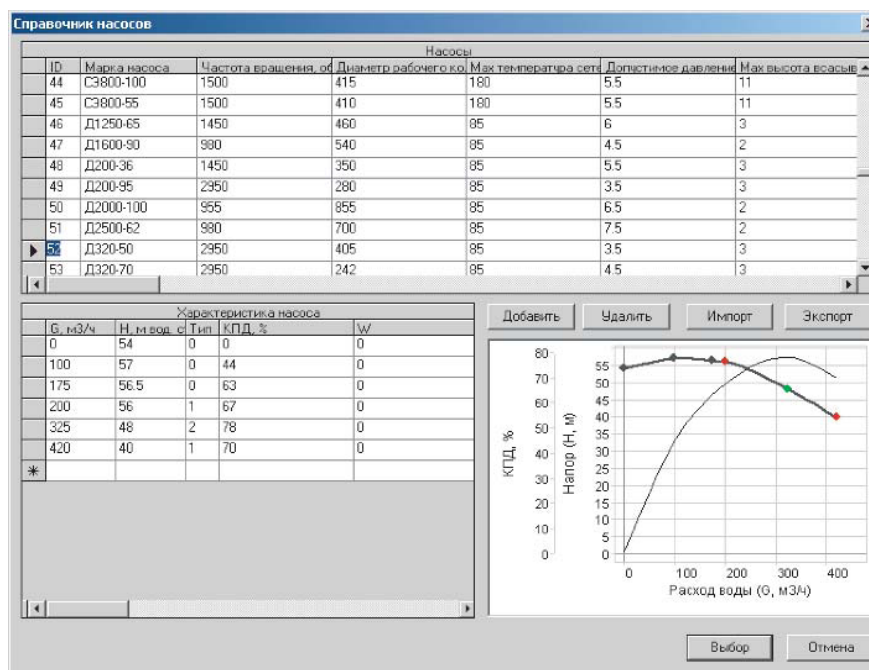 Справочник насосов
Насосы
ID Марка насоса Частота вращения, об Диаметр рабочего ко. Мах температура сете Допустимое давление Мах высота всасыв
44 СЭ800-100 1500 415 180 5.5 11
45 СЭ800-55 1500 410 180 5.5 11
46 Д1250-65 1450 460 85 6 3
47 Д1600-90 980 540 85 4.5 2
48 Д200-36 1450 350 85 5.5 3
49 Д200-95 2950 280 85 3.5 3
50 Д2000-100 955 855 85 6.5 2
51 Д2500-62 980 700 85 7.5 2
52 Д320-50 2950 405 85 3.5 3
53 Д320-70 2950 242 85 4.5 3
Характеристика насоса
G, м3/ч Н, м вод. с Тип КПД, % W
0 54 0 0 0
100 57 0 44 0
175 56.5 0 63 0
200 56 1 67 0
325 48 2 78 0
420 40 1 70 0
Добавить Удалить Импорт Экспорт
КПД, %
80
70
60
50
40
30
20
10
0
Напор (Н, м)
55
50
45
40
35
30
25
20
15
10
5
0
0 100 200 300 400
Расход воды (G, м3/ч)
Выбор Отмена